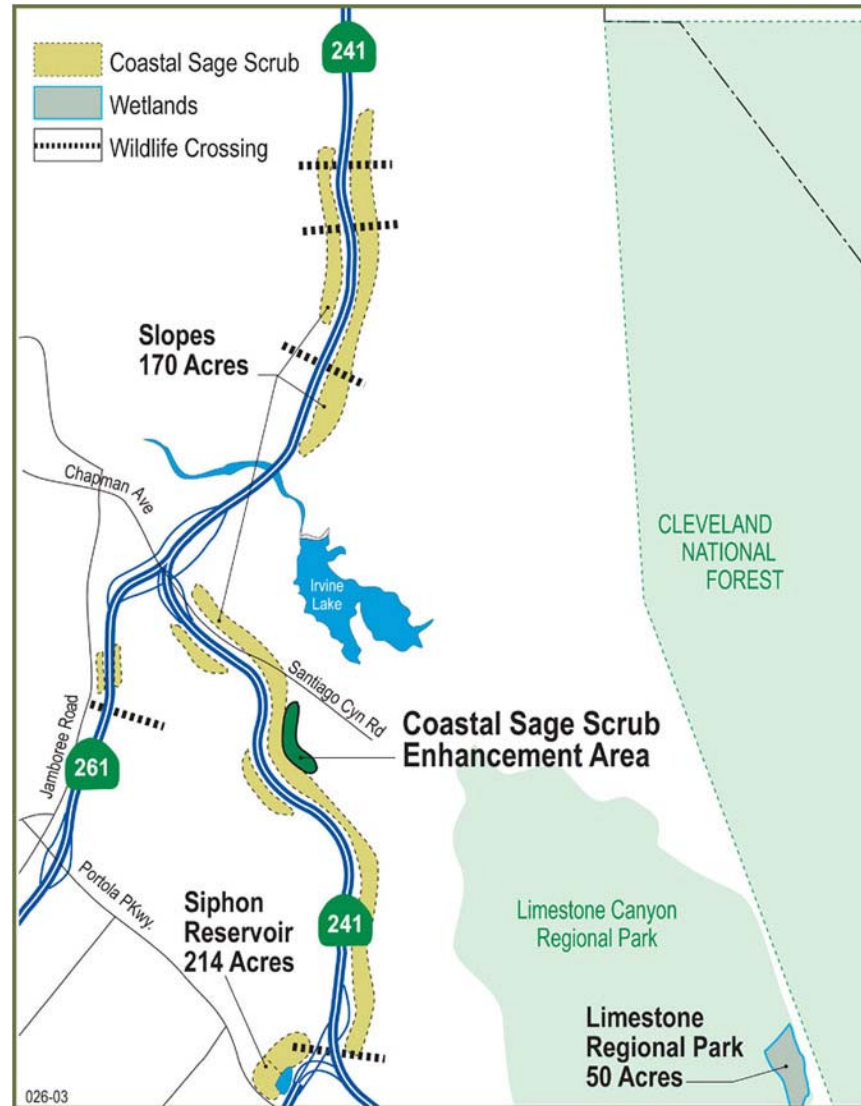 241
Coastal Sage Scrub
Wetlands
Wildlife Crossing
Slopes
170 Acres
Chapman Ave
CLEVELAND
NATIONAL
FOREST
Irvine
Lake
Santiago Cyn Rd
Coastal Sage Scrub
Enhancement Area
Jamboree Road
261
Portola PKwy.
Siphon
Reservoir
214 Acres
241
Limestone Canyon
Regional Park
Limestone
Regional Park
50 Acres
026-03